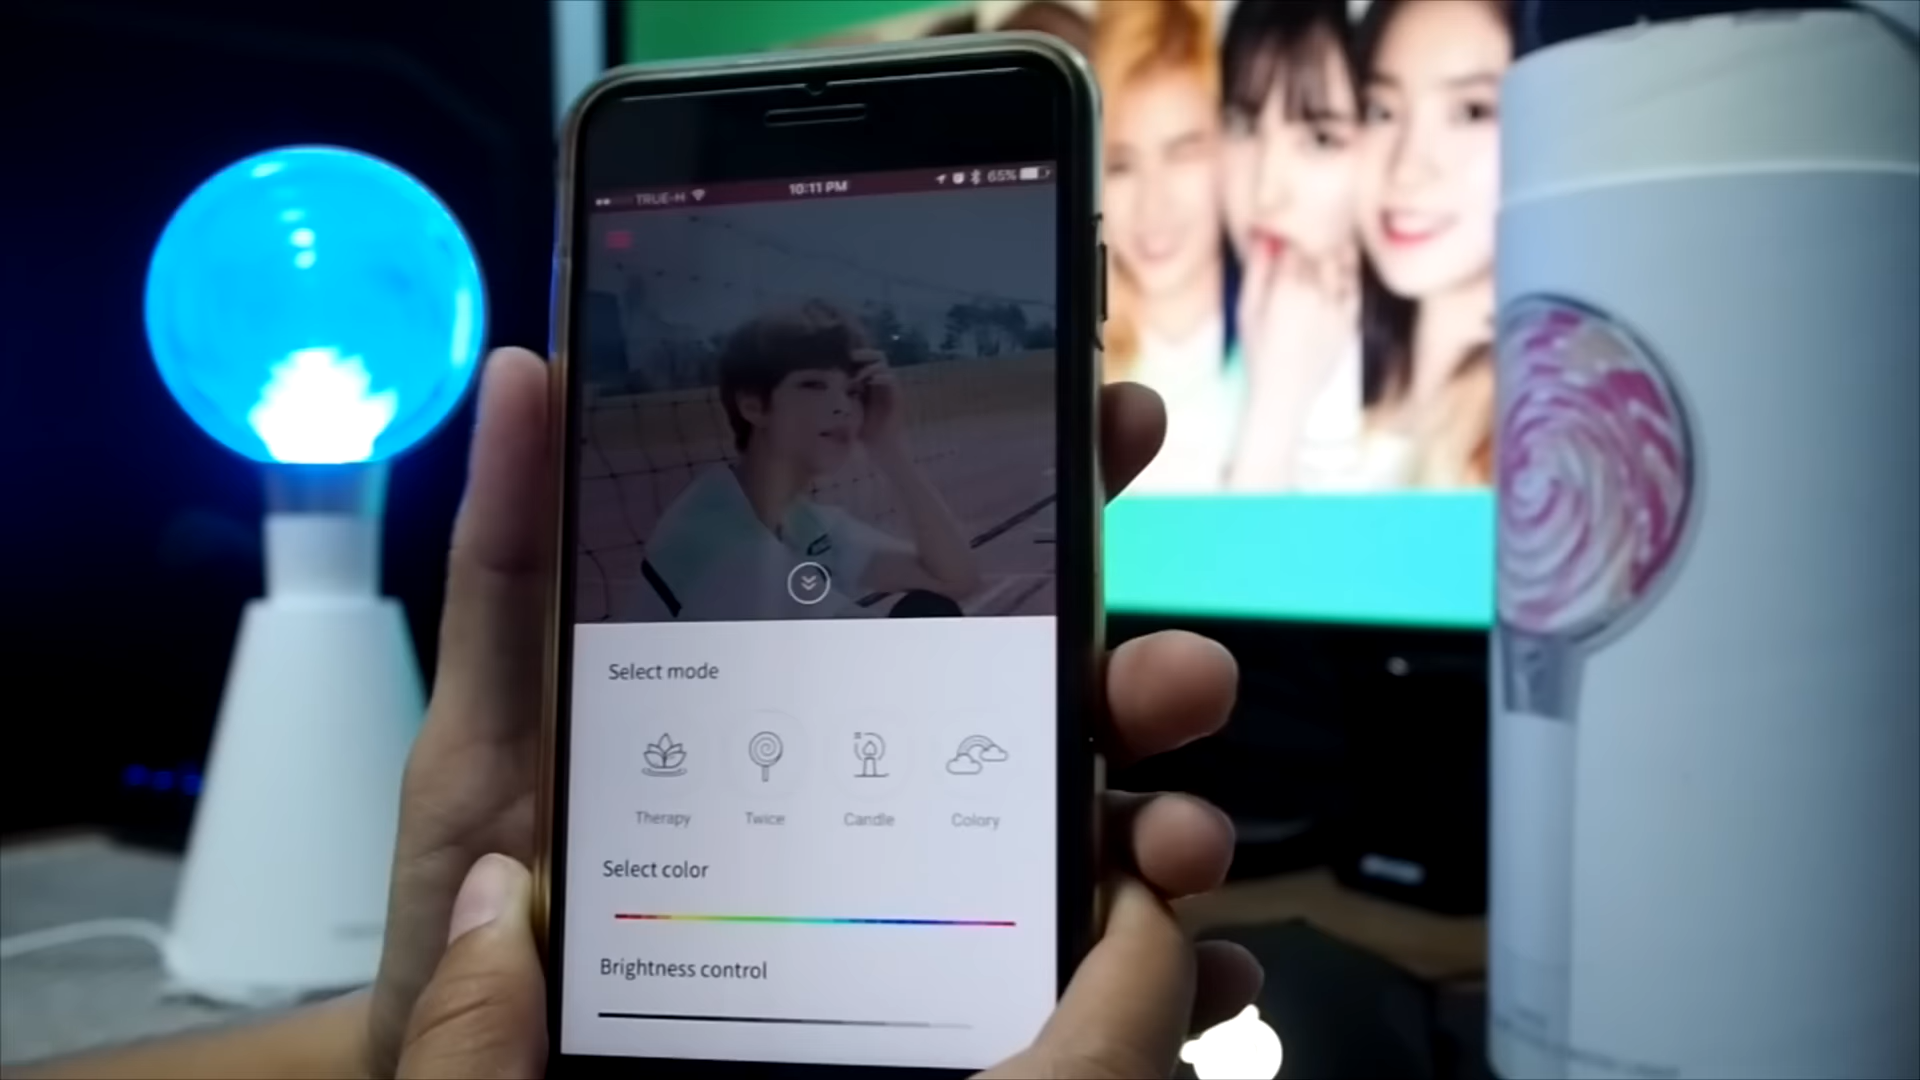 TRUE-H 10:11 PM 65%
Select mode
Therapy Twice Candle Colory
Select color
Brightness control